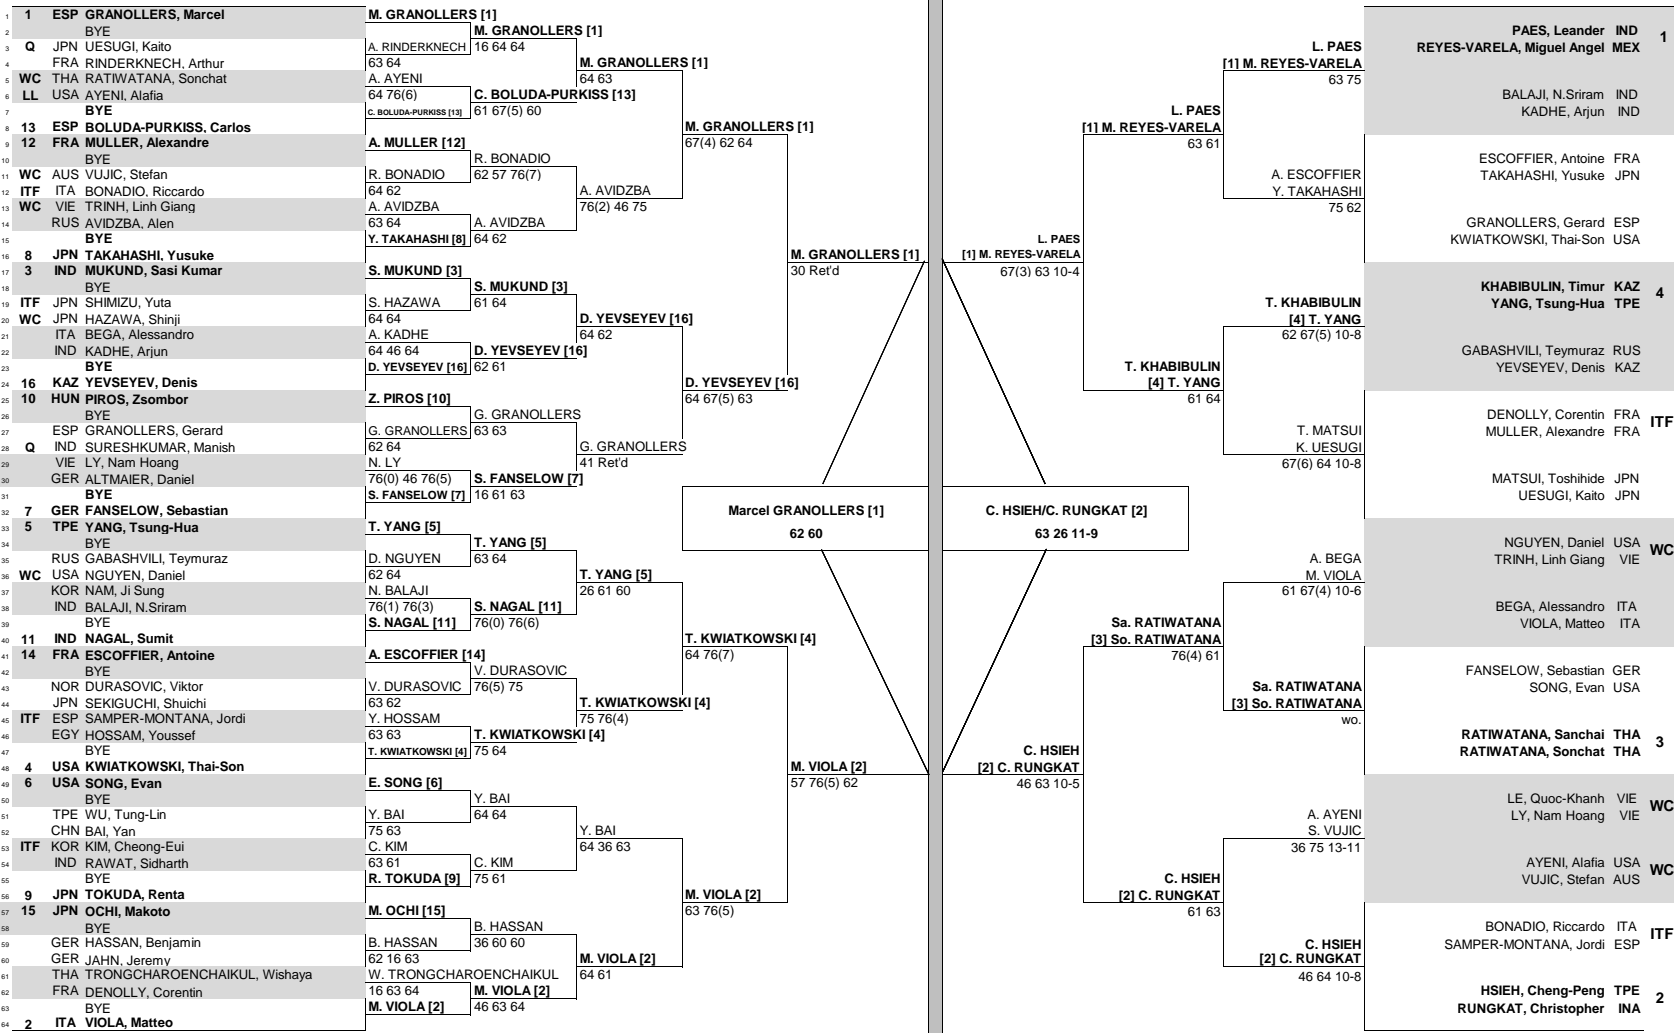 1 1 ESP GRANOLLERS, Marcel
2 BYE
3 Q JPN UESUGI, Kaito
4 FRA RINDERKNECH, Arthur
5 WC THA RATIWATANA, Sonchat
6 LL USA AYENI, Alafia
7 BYE
8 13 ESP BOLUDA-PURKISS, Carlos
9 12 FRA MULLER, Alexandre
10 BYE
11 WC AUS VUJIC, Stefan
12 ITF ITA BONADIO, Riccardo
13 WC VIE TRINH, Linh Giang
14 RUS AVIDZBA, Alen
15 BYE
16 8 JPN TAKAHASHI, Yusuke
17 3 IND MUKUND, Sasi Kumar
18 BYE
19 ITF JPN SHIMIZU, Yuta
20 WC JPN HAZAWA, Shinji
21 ITA BEGA, Alessandro
22 IND KADHE, Arjun
23 BYE
24 16 KAZ YEVSEYEV, Denis
25 10 HUN PIROS, Zsombor
26 BYE
27 ESP GRANOLLERS, Gerard
28 Q IND SURESHKUMAR, Manish
29 VIE LY, Nam Hoang
30 GER ALTMAIER, Daniel
31 BYE
32 7 GER FANSELOW, Sebastian
33 5 TPE YANG, Tsung-Hua
34 BYE
35 RUS GABASHVILI, Teymuraz
36 WC USA NGUYEN, Daniel
37 KOR NAM, Ji Sung
38 IND BALAJI, N.Sriram
39 BYE
40 11 IND NAGAL, Sumit
41 14 FRA ESCOFFIER, Antoine
42 BYE
43 NOR DURASOVIC, Viktor
44 JPN SEKIGUCHI, Shuichi
45 ITF ESP SAMPER-MONTANA, Jordi
46 EGY HOSSAM, Youssef
47 BYE
48 4 USA KWIATKOWSKI, Thai-Son
49 6 USA SONG, Evan
50 BYE
51 TPE WU, Tung-Lin
52 CHN BAI, Yan
53 ITF KOR KIM, Cheong-Eui
54 IND RAWAT, Sidharth
55 BYE
56 9 JPN TOKUDA, Renta
57 15 JPN OCHI, Makoto
58 BYE
59 GER HASSAN, Benjamin
60 GER JAHN, Jeremy
61 THA TRONGCHAROENCHAIKUL, Wishaya
62 FRA DENOLLY, Corentin
63 BYE
64 2 ITA VIOLA, Matteo
M. GRANOLLERS [1]
A. RINDERKNECH
63 64
A. AYENI
64 76(6)
C. BOLUDA-PURKISS [13]
A. MULLER [12]
R. BONADIO
64 62
A. AVIDZBA
63 64
Y. TAKAHASHI [8]
S. MUKUND [3]
S. HAZAWA
64 64
A. KADHE
64 46 64
D. YEVSEYEV [16]
Z. PIROS [10]
G. GRANOLLERS
62 64
N. LY
76(0) 46 76(5)
S. FANSELOW [7]
T. YANG [5]
D. NGUYEN
62 64
N. BALAJI
76(1) 76(3)
S. NAGAL [11]
A. ESCOFFIER [14]
V. DURASOVIC
63 62
Y. HOSSAM
63 63
T. KWIATKOWSKI [4]
E. SONG [6]
Y. BAI
75 63
C. KIM
63 61
R. TOKUDA [9]
M. OCHI [15]
B. HASSAN
62 16 63
W. TRONGCHAROENCHAIKUL
16 63 64
M. VIOLA [2]
M. GRANOLLERS [1]
16 64 64
C. BOLUDA-PURKISS [13]
61 67(5) 60
R. BONADIO
62 57 76(7)
A. AVIDZBA
64 62
S. MUKUND [3]
61 64
D. YEVSEYEV [16]
62 61
G. GRANOLLERS
63 63
S. FANSELOW [7]
16 61 63
T. YANG [5]
63 64
S. NAGAL [11]
76(0) 76(6)
V. DURASOVIC
76(5) 75
T. KWIATKOWSKI [4]
75 64
Y. BAI
64 64
C. KIM
75 61
B. HASSAN
36 60 60
M. VIOLA [2]
46 63 64
M. GRANOLLERS [1]
64 63
A. AVIDZBA
76(2) 46 75
D. YEVSEYEV [16]
64 62
G. GRANOLLERS
41 Ret'd
T. YANG [5]
26 61 60
T. KWIATKOWSKI [4]
75 76(4)
Y. BAI
64 36 63
M. VIOLA [2]
64 61
M. GRANOLLERS [1]
67(4) 62 64
D. YEVSEYEV [16]
64 67(5) 63
T. KWIATKOWSKI [4]
64 76(7)
M. VIOLA [2]
63 76(5)
M. GRANOLLERS [1]
30 Ret'd
M. VIOLA [2]
57 76(5) 62
Marcel GRANOLLERS [1]
62 60
C. HSIEH/C. RUNGKAT [2]
63 26 11-9
L. PAES
[1] M. REYES-VARELA
67(3) 63 10-4
C. HSIEH
[2] C. RUNGKAT
46 63 10-5
L. PAES
[1] M. REYES-VARELA
63 61
T. KHABIBULIN
[4] T. YANG
61 64
Sa. RATIWATANA
[3] So. RATIWATANA
76(4) 61
C. HSIEH
[2] C. RUNGKAT
61 63
L. PAES
[1] M. REYES-VARELA
63 75
A. ESCOFFIER
Y. TAKAHASHI
75 62
T. KHABIBULIN
[4] T. YANG
62 67(5) 10-8
T. MATSUI
K. UESUGI
67(6) 64 10-8
A. BEGA
M. VIOLA
61 67(4) 10-6
Sa. RATIWATANA
[3] So. RATIWATANA
wo.
A. AYENI
S. VUJIC
36 75 13-11
C. HSIEH
[2] C. RUNGKAT
46 64 10-8
PAES, Leander IND
1
REYES-VARELA, Miguel Angel MEX
BALAJI, N.Sriram IND
KADHE, Arjun IND
ESCOFFIER, Antoine FRA
TAKAHASHI, Yusuke JPN
GRANOLLERS, Gerard ESP
KWIATKOWSKI, Thai-Son USA
KHABIBULIN, Timur KAZ
4
YANG, Tsung-Hua TPE
GABASHVILI, Teymuraz RUS
YEVSEYEV, Denis KAZ
DENOLLY, Corentin FRA
ITF
MULLER, Alexandre FRA
MATSUI, Toshihide JPN
UESUGI, Kaito JPN
NGUYEN, Daniel USA
WC
TRINH, Linh Giang VIE
BEGA, Alessandro ITA
VIOLA, Matteo ITA
FANSELOW, Sebastian GER
SONG, Evan USA
RATIWATANA, Sanchai THA
3
RATIWATANA, Sonchat THA
LE, Quoc-Khanh VIE
WC
LY, Nam Hoang VIE
AYENI, Alafia USA
WC
VUJIC, Stefan AUS
BONADIO, Riccardo ITA
ITF
SAMPER-MONTANA, Jordi ESP
HSIEH, Cheng-Peng TPE
2
RUNGKAT, Christopher INA